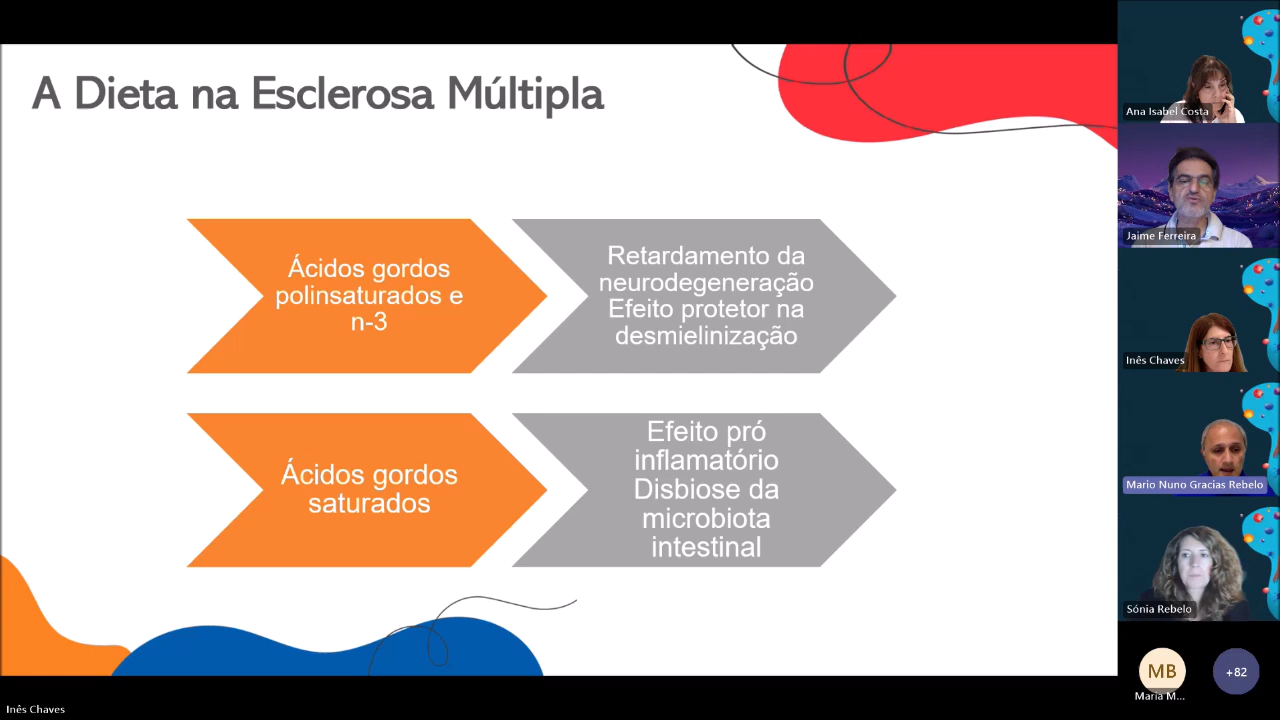 A Dieta na Esclerosa Múltipla
Ácidos gordos
polinsaturados e
n-3
Retardamento da
neurodegeneração
Efeito protetor na
desmielinização
Ácidos gordos
saturados
Efeito pró
inflamatório
Disbiose da
microbiota
intestinal
Ana Isabel Costa
Jaime Ferreira
Inês Chaves
Mario Nuno Gracias Rebelo
Sónia Rebelo
MB
Maria M...
+82
Inês Chaves